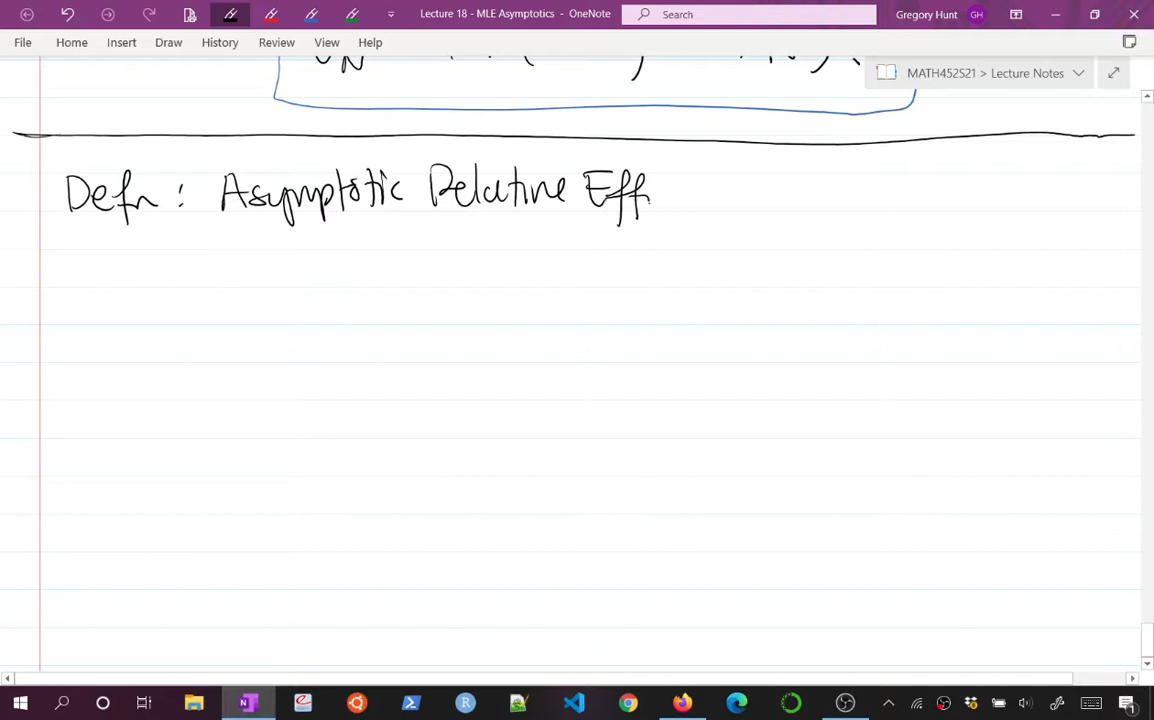 Lecture 18 - MLE Asymptotics - OneNote
Search
Gregory Hunt
GH
File Home Insert Draw History Review View Help
MATH452S21 > Lecture Notes
Defn : Asymptotic Relative Eff